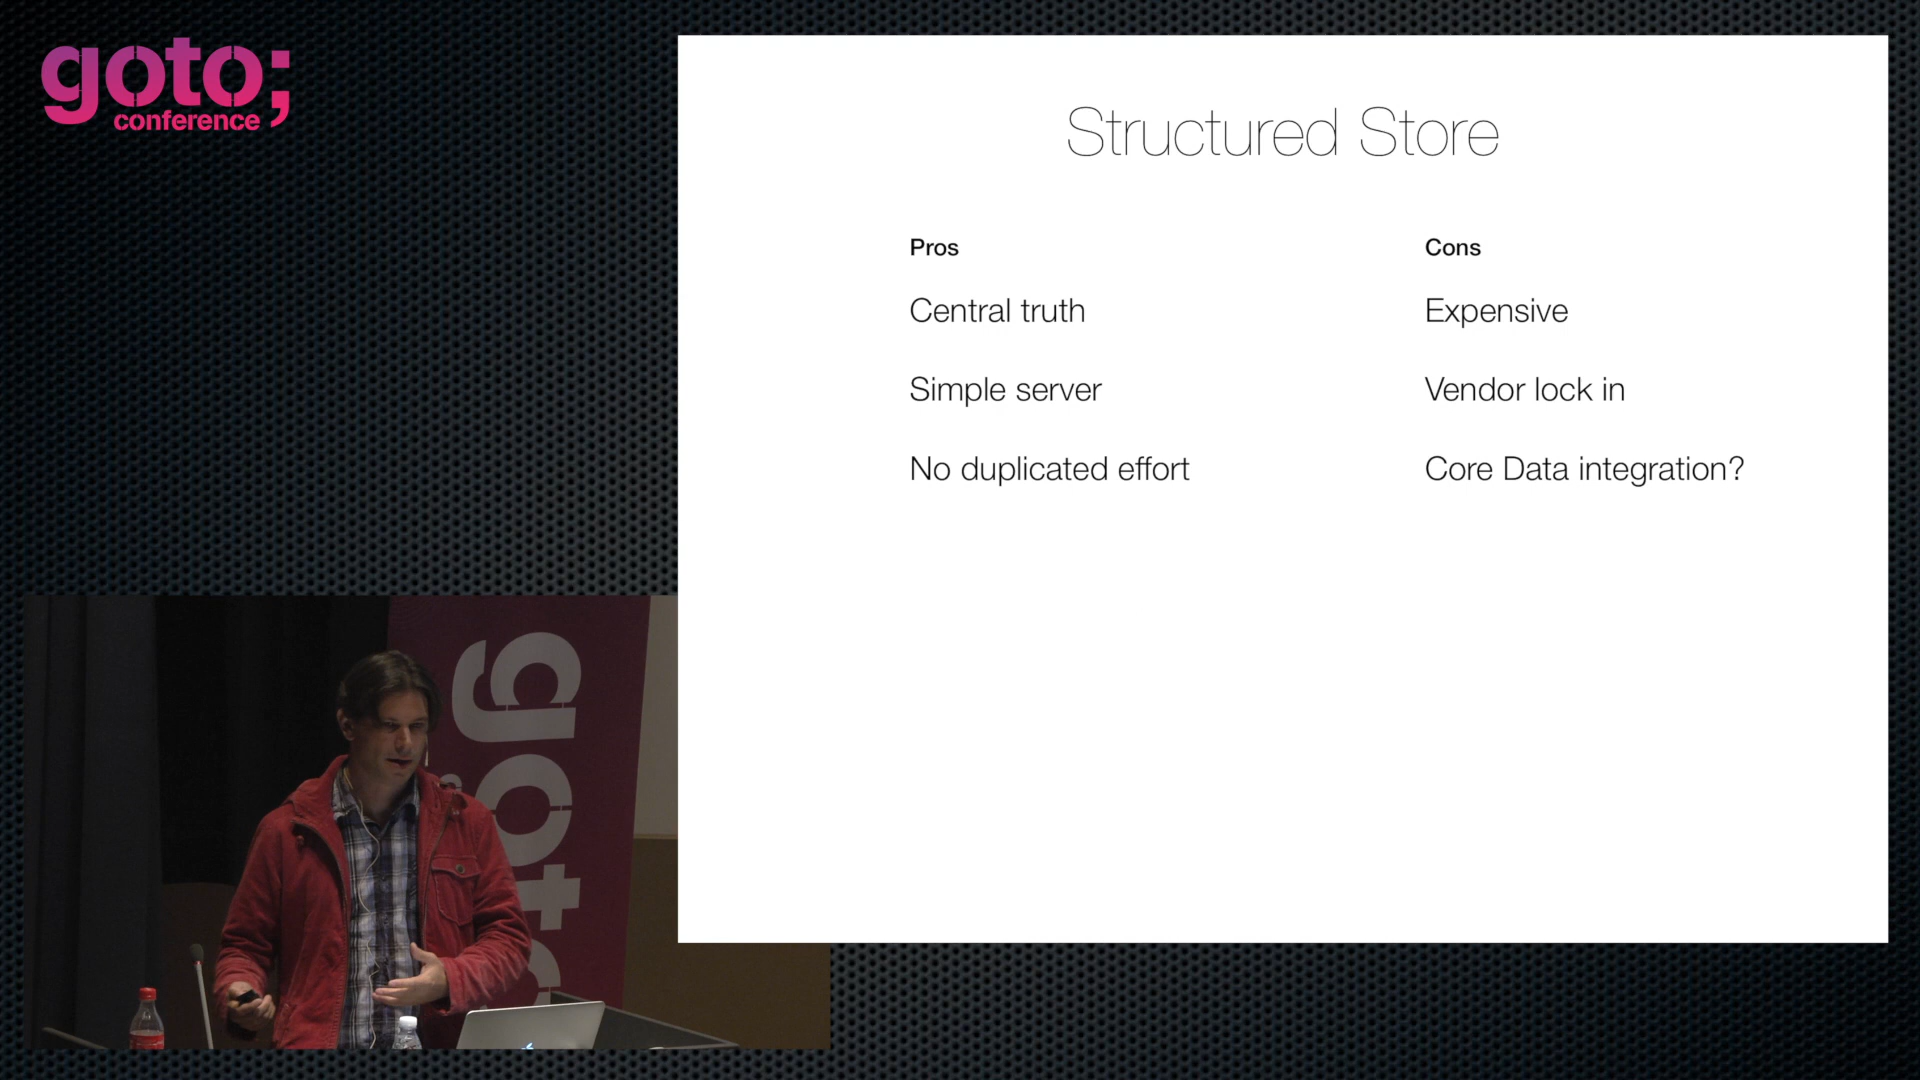 goto;
conference
Structured Store
Pros
Cons
Central truth
Expensive
Simple server
Vendor lock in
No duplicated effort
Core Data integration?
goto